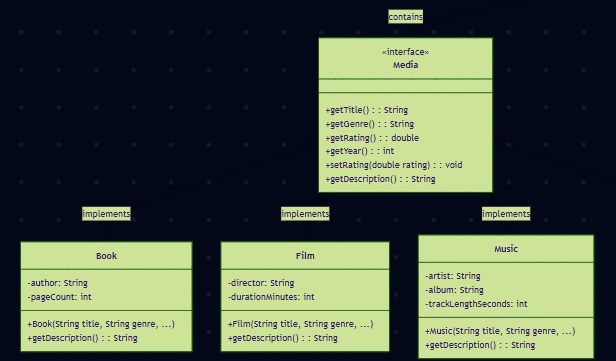 contains
«interface»
Media
+getTitle() : : String
+getGenre() : : String
+getRating() : : double
+getYear() : : int
+setRating(double rating) : : void
+getDescription() : : String
implements
implements
implements
Book
-author: String
-pageCount: int
+Book(String title, String genre, ...)
+getDescription() : : String
Film
-director: String
-durationMinutes: int
+Film(String title, String genre, ...)
+getDescription() : : String
Music
-artist: String
-album: String
-trackLengthSeconds: int
+Music(String title, String genre, ...)
+getDescription() : : String